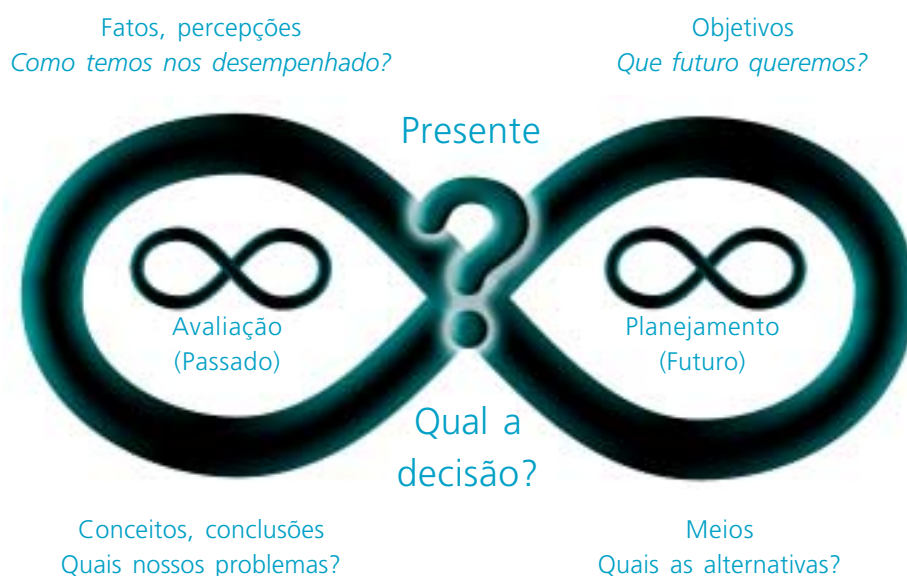 Fatos, percepções
Como temos nos desempenhado?
Objetivos
Que futuro queremos?
Presente
?
Avaliação
(Passado)
Planejamento
(Futuro)
Qual a
decisão?
Conceitos, conclusões
Quais nossos problemas?
Meios
Quais as alternativas?